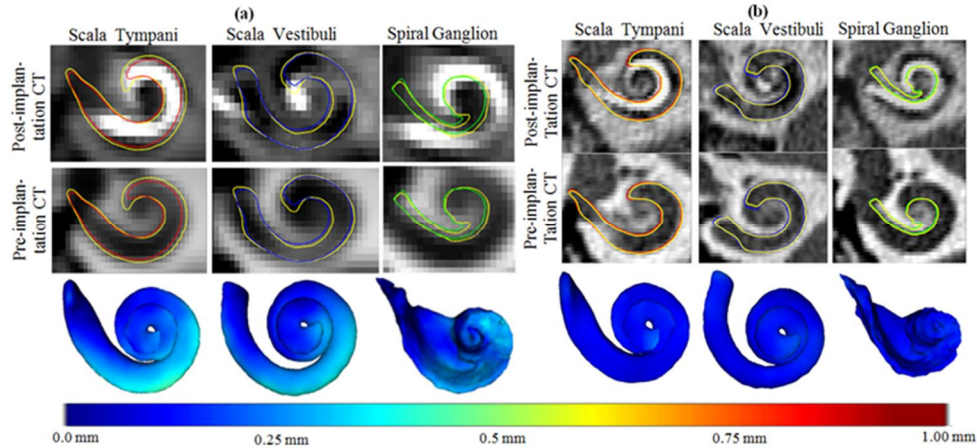 (a)
Scala Tympani Scala Vestibuli Spiral Ganglion
Post-implan-
tation CT
Pre-implan-
tation CT
(b)
Scala Tympani Scala Vestibuli Spiral Ganglion
Post-implan-
Tation CT
Pre-implan-
Tation CT
0.0 mm 0.25 mm 0.5 mm 0.75 mm 1.00 mm